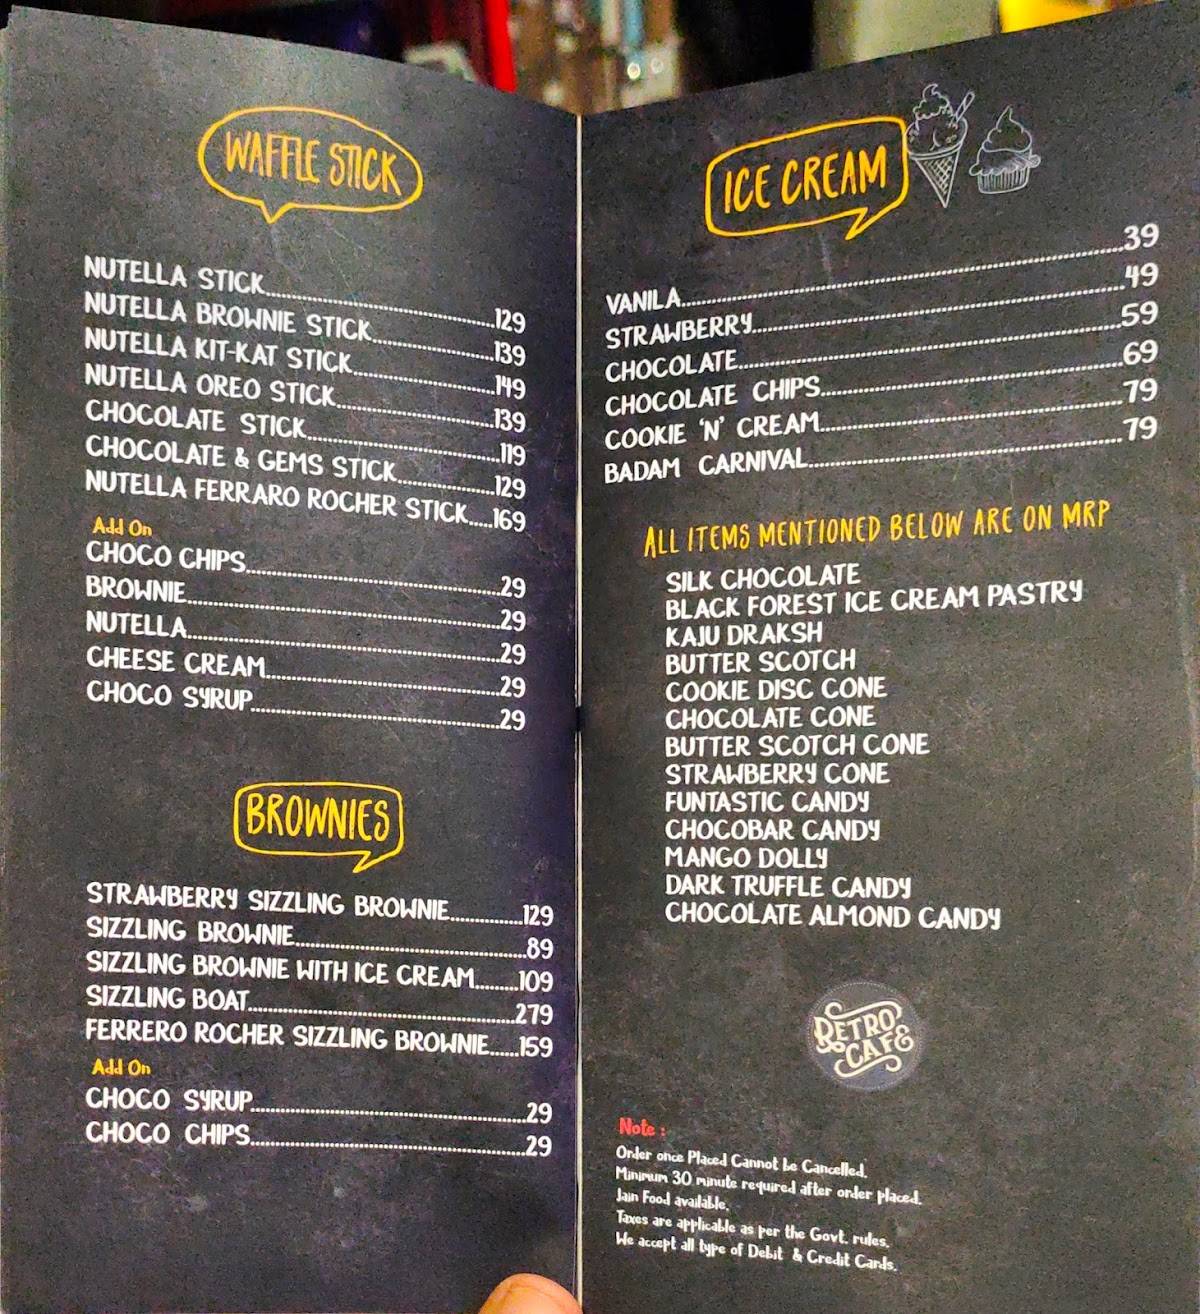 WAFFLE STICK
NUTELLA STICK.....129
NUTELLA BROWNIE STICK.....139
NUTELLA KIT-KAT STICK.....149
NUTELLA OREO STICK.....139
CHOCOLATE STICK.....119
CHOCOLATE & GEMS STICK.....129
NUTELLA FERRARO ROCHER STICK.....169
Add On
CHOCO CHIPS.....29
BROWNIE.....29
NUTELLA.....29
CHEESE CREAM.....29
CHOCO SYRUP.....29
BROWNIES
STRAWBERRY SIZZLING BROWNIE.....129
SIZZLING BROWNIE.....89
SIZZLING BROWNIE WITH ICE CREAM.....109
SIZZLING BOAT.....279
FERRERO ROCHER SIZZLING BROWNIE.....159
Add On
CHOCO SYRUP.....29
CHOCO CHIPS.....29
ICE CREAM
VANILA.....39
STRAWBERRY.....49
CHOCOLATE.....59
CHOCOLATE CHIPS.....69
COOKIE 'N' CREAM.....79
BADAM CARNIVAL.....79
ALL ITEMS MENTIONED BELOW ARE ON MRP
SILK CHOCOLATE
BLACK FOREST ICE CREAM PASTRY
KAJU DRAKSH
BUTTER SCOTCH
COOKIE DISC CONE
CHOCOLATE CONE
BUTTER SCOTCH CONE
STRAWBERRY CONE
FUNTASTIC CANDY
CHOCOBAR CANDY
MANGO DOLLY
DARK TRUFFLE CANDY
CHOCOLATE ALMOND CANDY
RETRO
CAFE
Note :
Order once Placed Cannot be Cancelled.
Minimum 30 minute required after order placed.
Jain Food available.
Taxes are applicable as per the Govt. rules.
We accept all type of Debit & Credit Cards.